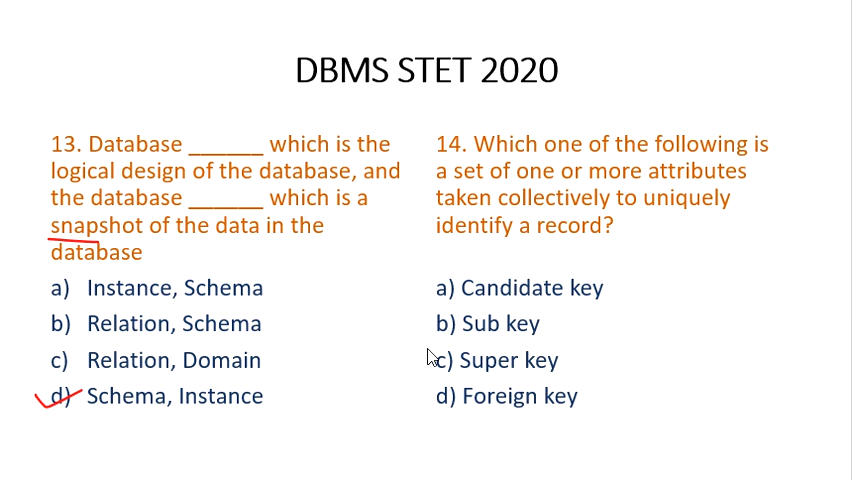 DBMS STET 2020
13. Database ______ which is the
logical design of the database, and
the database ______ which is a
snapshot of the data in the
database
a) Instance, Schema
b) Relation, Schema
c) Relation, Domain
d) Schema, Instance
14. Which one of the following is
a set of one or more attributes
taken collectively to uniquely
identify a record?
a) Candidate key
b) Sub key
c) Super key
d) Foreign key